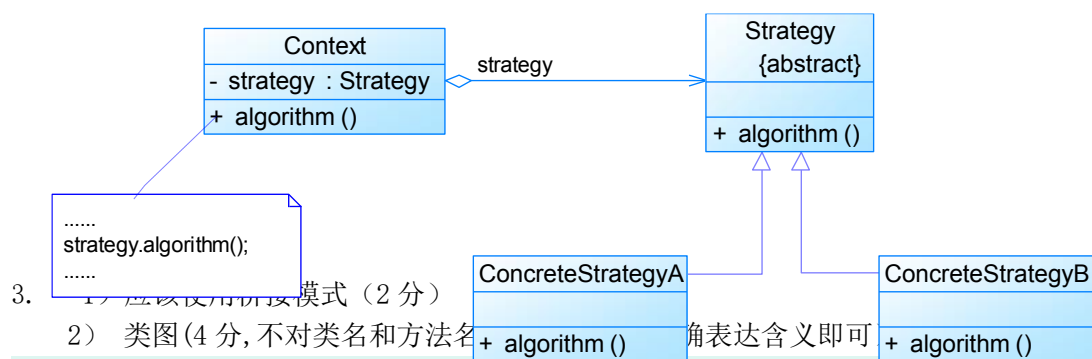 Context
- strategy : Strategy
+ algorithm ()
strategy
Strategy
{abstract}
+ algorithm ()
......
strategy.algorithm();
......
ConcreteStrategyA
+ algorithm ()
ConcreteStrategyB
+ algorithm ()
3. 模式（2 分）
2） 类图(4 分,不对类名和方法名 确表达含义即可